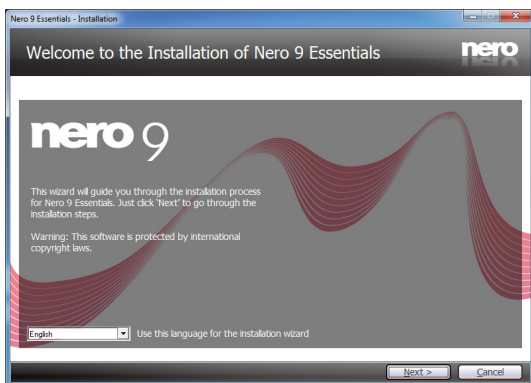 Nero 9 Essentials - Installation
Welcome to the Installation of Nero 9 Essentials
nero
nero 9
This wizard will guide you through the installation process
for Nero 9 Essentials. Just click 'Next' to go through the
installation steps.
Warning: This software is protected by international
copyright laws.
English
Use this language for the installation wizard
Next >
Cancel